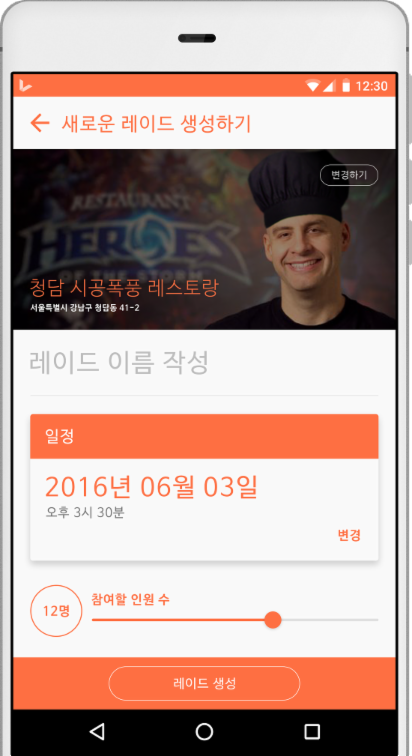 12:30
새로운 레이드 생성하기
변경하기
RESTAURANT
HEROES
OF THE STORM
청담 시공폭풍 레스토랑
서울특별시 강남구 청담동 41-2
레이드 이름 작성
일정
2016년 06월 03일
오후 3시 30분
변경
참여할 인원 수
12명
레이드 생성